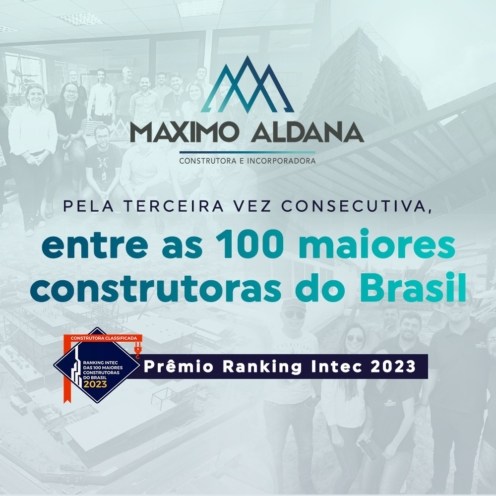 MAXIMO ALDANA
CONSTRUTORA E INCORPORADORA
PELA TERCEIRA VEZ CONSECUTIVA,
entre as 100 maiores
construtoras do Brasil
CONSTRUTORA CLASSIFICADA
RANKING INTEC
DAS 100 MAIORES
CONSTRUTORAS
DO BRASIL
2023
Prêmio Ranking Intec 2023